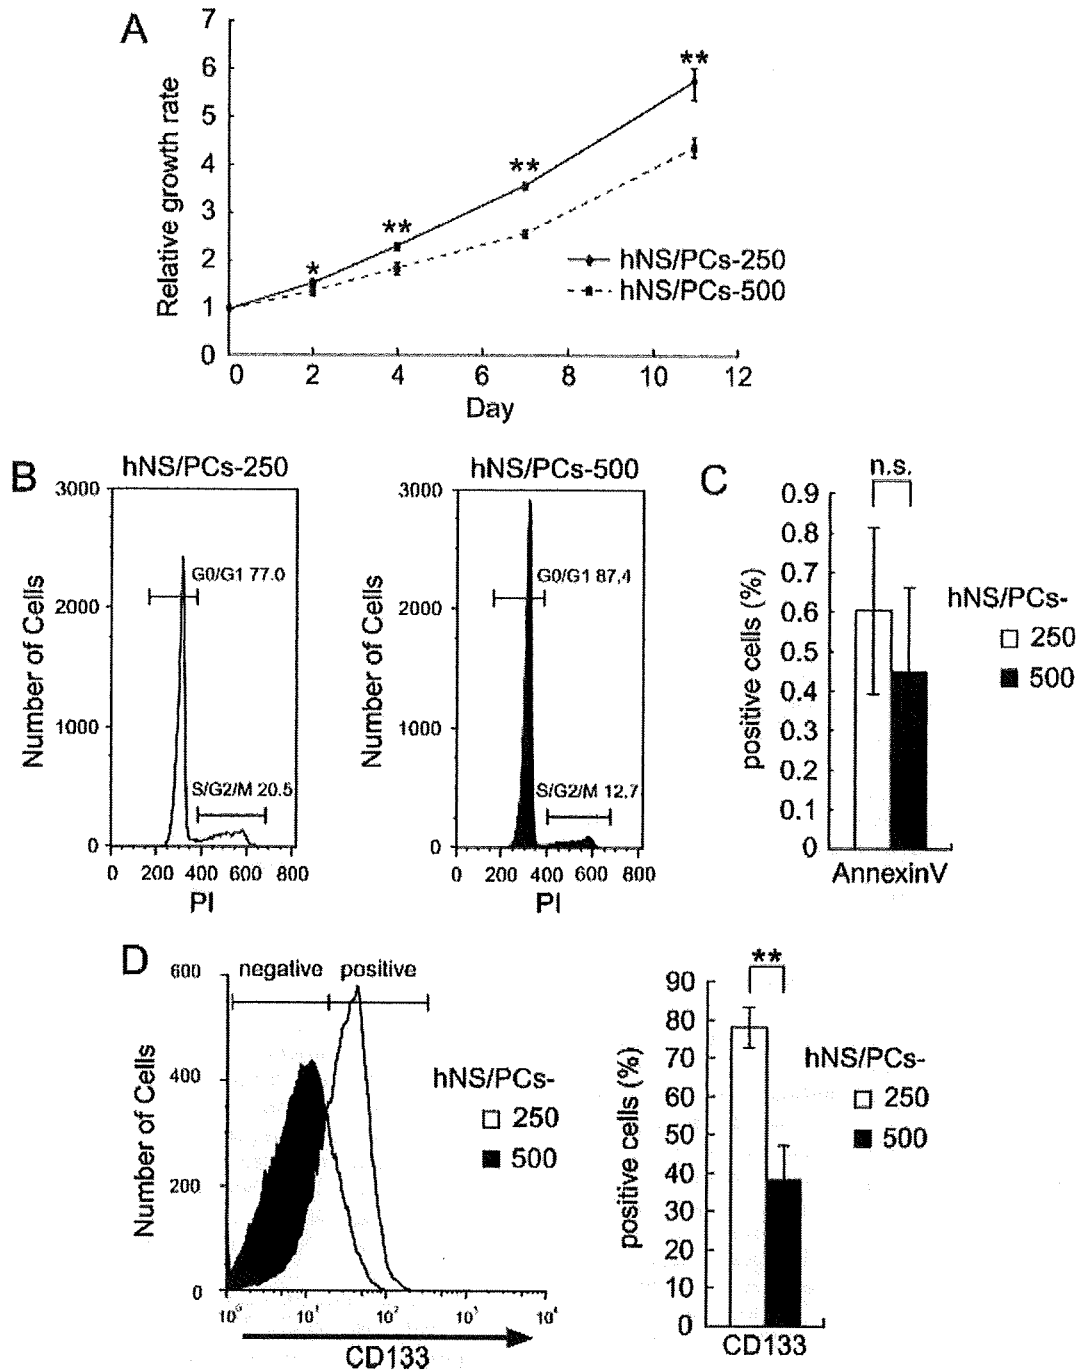 A
Relative growth rate
7
6
5
4
3
2
1
0
**
**
**
*
hNS/PCs-250
hNS/PCs-500
0 2 4 6 8 10 12
Day
B
hNS/PCs-250
Number of Cells
3000
2000
1000
0
G0/G1 77.0
S/G2/M 20.5
0 200 400 600 800
PI
hNS/PCs-500
Number of Cells
3000
2000
1000
0
G0/G1 87,4
S/G2/M 12,7
0 200 400 600 800
PI
C
n.s.
positive cells (%)
0.9
0.8
0.7
0.6
0.5
0.4
0.3
0.2
0.1
0
hNS/PCs-
250
500
AnnexinV
D
Number of Cells
600
400
200
0
negative positive
hNS/PCs-
250
500
10⁰ 10¹ 10² 10³ 10⁴
CD133
**
positive cells (%)
90
80
70
60
50
40
30
20
10
0
hNS/PCs-
250
500
CD133